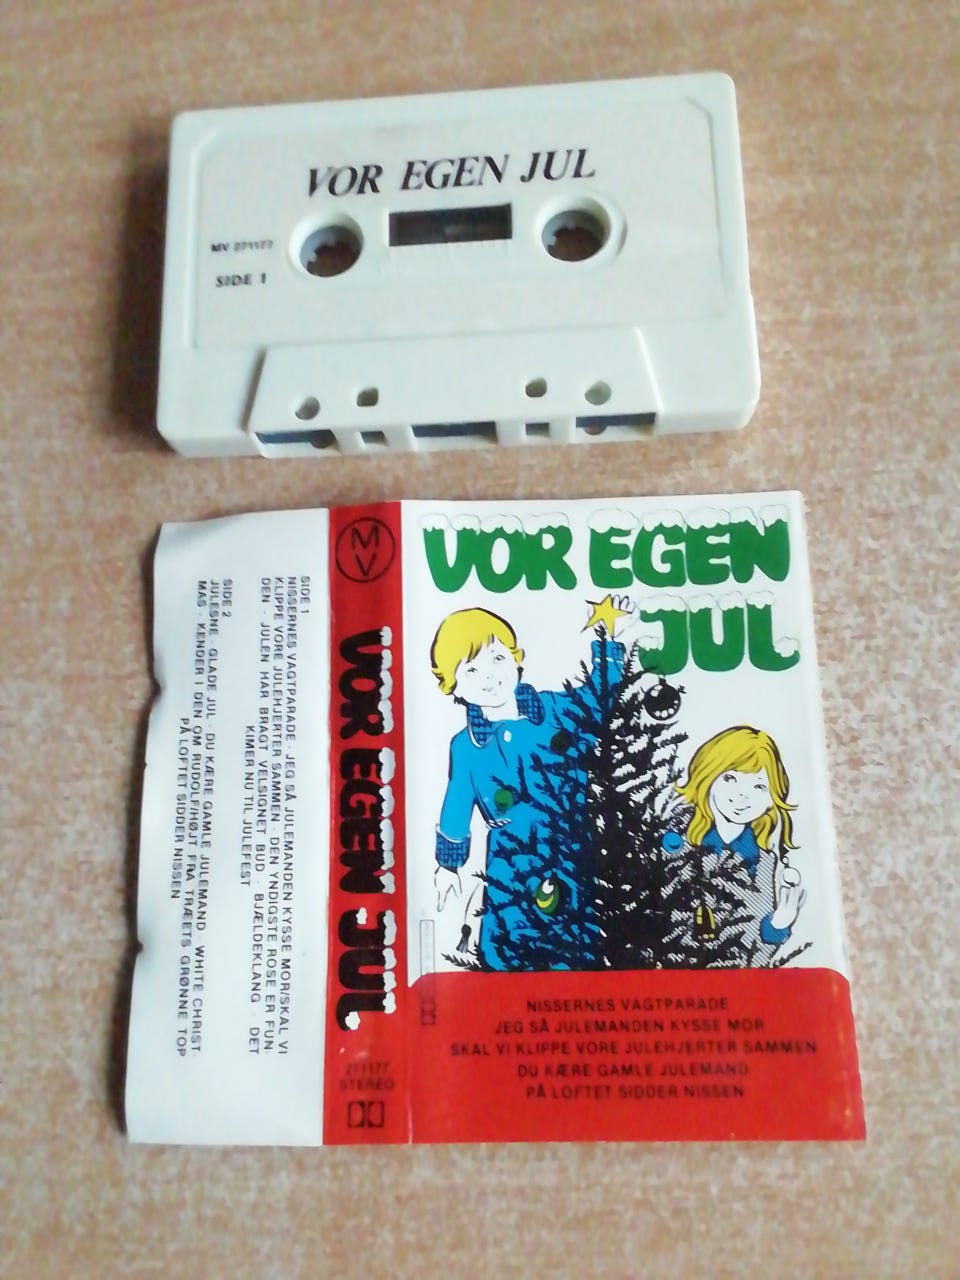 VOR EGEN JUL
MV 271177
SIDE 1
VOR EGEN
JUL
NISSERNES VAGTPARADE
JEG SÅ JULEMANDEN KYSSE MOR
SKAL VI KLIPPE VORE JULEHJERTER SAMMEN
DU KÆRE GAMLE JULEMAND
PÅ LOFTET SIDDER NISSEN
MV
VOR EGEN JUL
271177
STEREO
SIDE 1
NISSERNES VAGTPARADE · JEG SÅ JULEMANDEN KYSSE MOR/SKAL VI
KLIPPE VORE JULEHJERTER SAMMEN · DEN YNDIGSTE ROSE ER FUN-
DEN · JULEN HAR BRAGT VELSIGNET BUD · BJÆLDEKLANG · DET
KIMER NU TIL JULEFEST
SIDE 2
JULESNE · GLADE JUL · DU KÆRE GAMLE JULEMAND · WHITE CHRIST
MAS · KENDER I DEN OM RUDOLF/HØJT FRA TRÆETS GRØNNE TOP
PÅ LOFTET SIDDER NISSEN